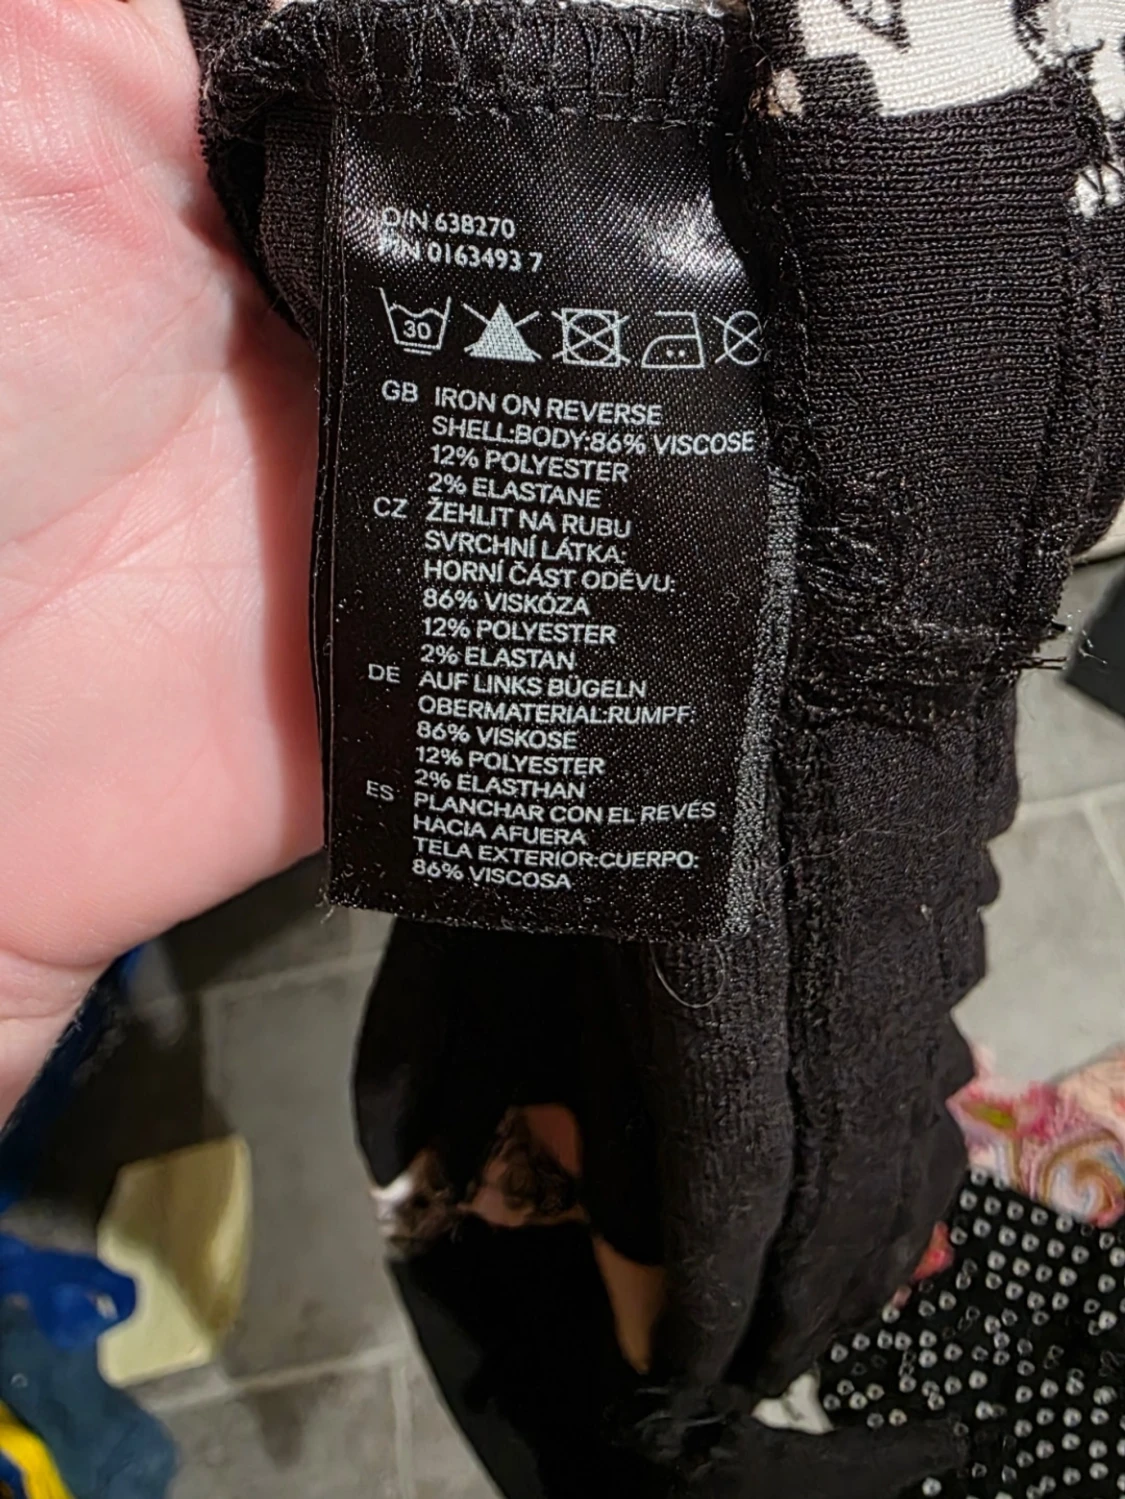 O/N 638270
P/N 0163493 7
30
GB IRON ON REVERSE
SHELL:BODY:86% VISCOSE
12% POLYESTER
2% ELASTANE
CZ ŽEHLIT NA RUBU
SVRCHNÍ LÁTKA:
HORNÍ ČÁST ODĚVU:
86% VISKÓZA
12% POLYESTER
2% ELASTAN
DE AUF LINKS BÜGELN
OBERMATERIAL:RUMPF:
86% VISKOSE
12% POLYESTER
2% ELASTHAN
ES PLANCHAR CON EL REVÉS
HACIA AFUERA
TELA EXTERIOR:CUERPO:
86% VISCOSA